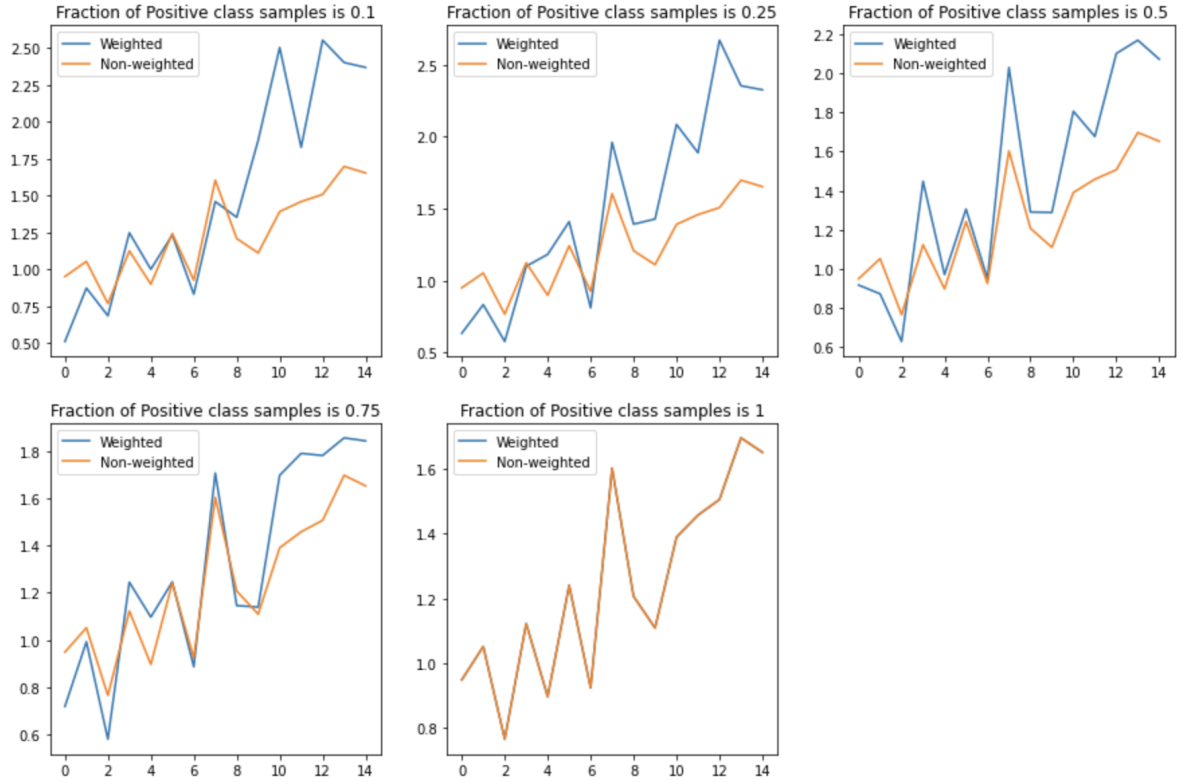 Fraction of Positive class samples is 0.1
Weighted
Non-weighted
2.50
2.25
2.00
1.75
1.50
1.25
1.00
0.75
0.50
0 2 4 6 8 10 12 14
Fraction of Positive class samples is 0.25
Weighted
Non-weighted
2.5
2.0
1.5
1.0
0.5
0 2 4 6 8 10 12 14
Fraction of Positive class samples is 0.5
Weighted
Non-weighted
2.2
2.0
1.8
1.6
1.4
1.2
1.0
0.8
0.6
0 2 4 6 8 10 12 14
Fraction of Positive class samples is 0.75
Weighted
Non-weighted
1.8
1.6
1.4
1.2
1.0
0.8
0.6
0 2 4 6 8 10 12 14
Fraction of Positive class samples is 1
Weighted
Non-weighted
1.6
1.4
1.2
1.0
0.8
0 2 4 6 8 10 12 14